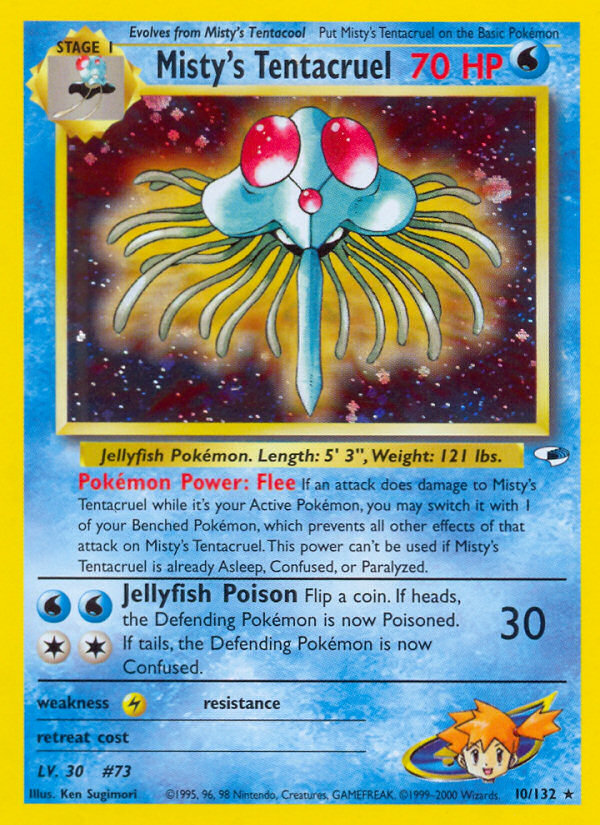 Evolves from Misty's Tentacool Put Misty's Tentacruel on the Basic Pokémon
STAGE 1
Misty's Tentacruel 70 HP
Jellyfish Pokémon. Length: 5' 3", Weight: 121 lbs.
Pokémon Power: Flee If an attack does damage to Misty's
Tentacruel while it's your Active Pokémon, you may switch it with 1
of your Benched Pokémon, which prevents all other effects of that
attack on Misty's Tentacruel. This power can't be used if Misty's
Tentacruel is already Asleep, Confused, or Paralyzed.
Jellyfish Poison Flip a coin. If heads,
the Defending Pokémon is now Poisoned.
If tails, the Defending Pokémon is now
Confused.
30
weakness resistance
retreat cost
LV. 30 #73
Illus. Ken Sugimori ©1995, 96, 98 Nintendo, Creatures, GAMEFREAK. ©1999-2000 Wizards. 10/132 ★